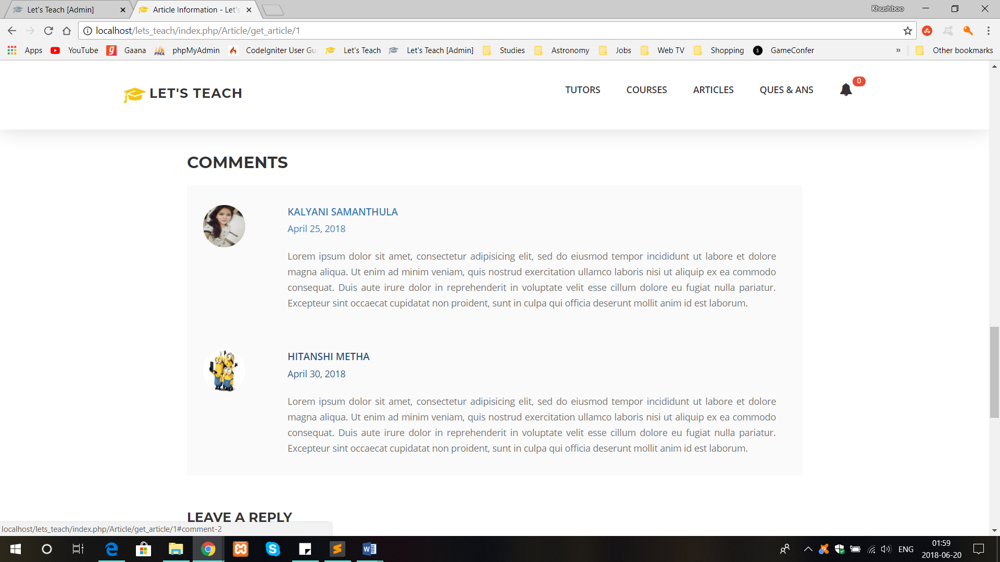 Let's Teach [Admin]
Article Information - Let's
Khushboo
localhost/lets_teach/index.php/Article/get_article/1
Apps YouTube Gaana phpMyAdmin CodeIgniter User Gu Let's Teach Let's Teach [Admin] Studies Astronomy Jobs Web TV Shopping GameConfer » Other bookmarks
LET'S TEACH
TUTORS COURSES ARTICLES QUES & ANS 0
COMMENTS
KALYANI SAMANTHULA
April 25, 2018
Lorem ipsum dolor sit amet, consectetur adipisicing elit, sed do eiusmod tempor incididunt ut labore et dolore
magna aliqua. Ut enim ad minim veniam, quis nostrud exercitation ullamco laboris nisi ut aliquip ex ea commodo
consequat. Duis aute irure dolor in reprehenderit in voluptate velit esse cillum dolore eu fugiat nulla pariatur.
Excepteur sint occaecat cupidatat non proident, sunt in culpa qui officia deserunt mollit anim id est laborum.
HITANSHI METHA
April 30, 2018
Lorem ipsum dolor sit amet, consectetur adipisicing elit, sed do eiusmod tempor incididunt ut labore et dolore
magna aliqua. Ut enim ad minim veniam, quis nostrud exercitation ullamco laboris nisi ut aliquip ex ea commodo
consequat. Duis aute irure dolor in reprehenderit in voluptate velit esse cillum dolore eu fugiat nulla pariatur.
Excepteur sint occaecat cupidatat non proident, sunt in culpa qui officia deserunt mollit anim id est laborum.
LEAVE A REPLY
localhost/lets_teach/index.php/Article/get_article/1#comment-2
ENG
01:59
2018-06-20